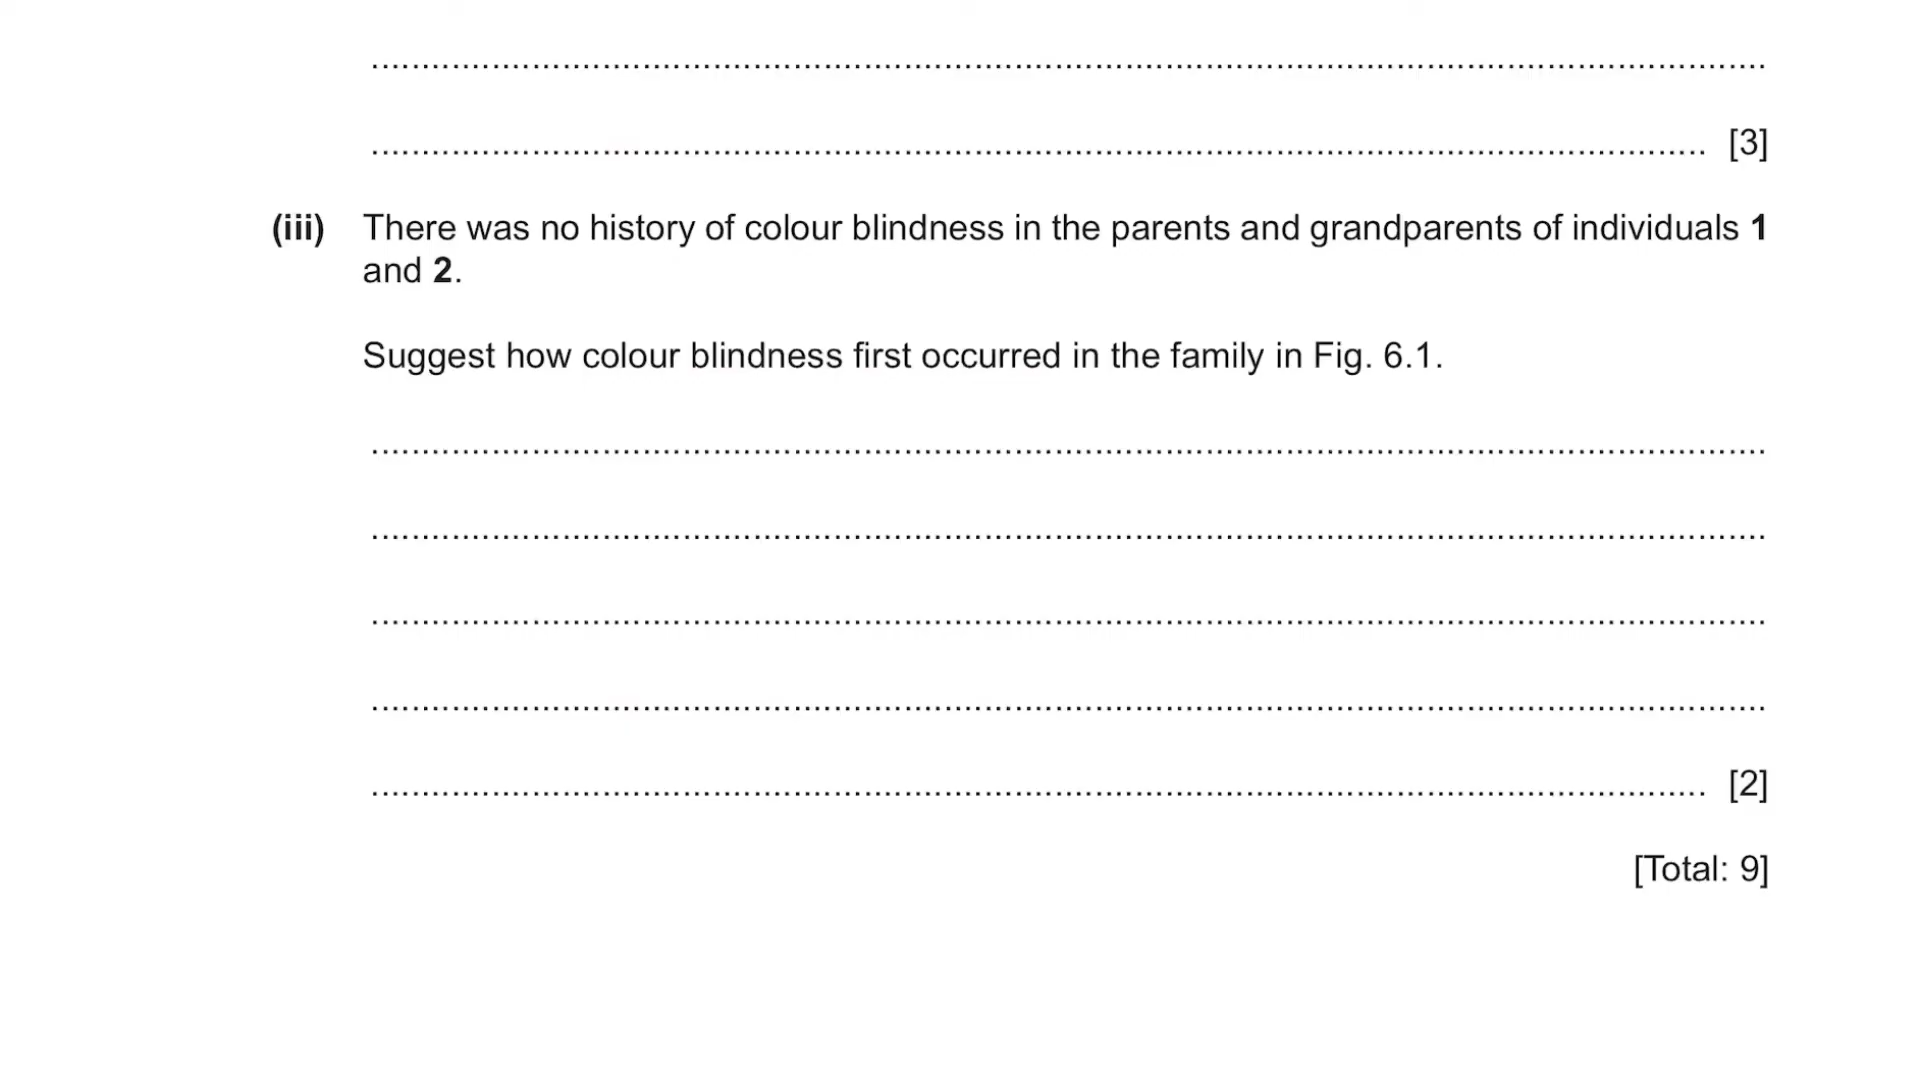 [3]
(iii) There was no history of colour blindness in the parents and grandparents of individuals 1
and 2.
Suggest how colour blindness first occurred in the family in Fig. 6.1.
[2]
[Total: 9]